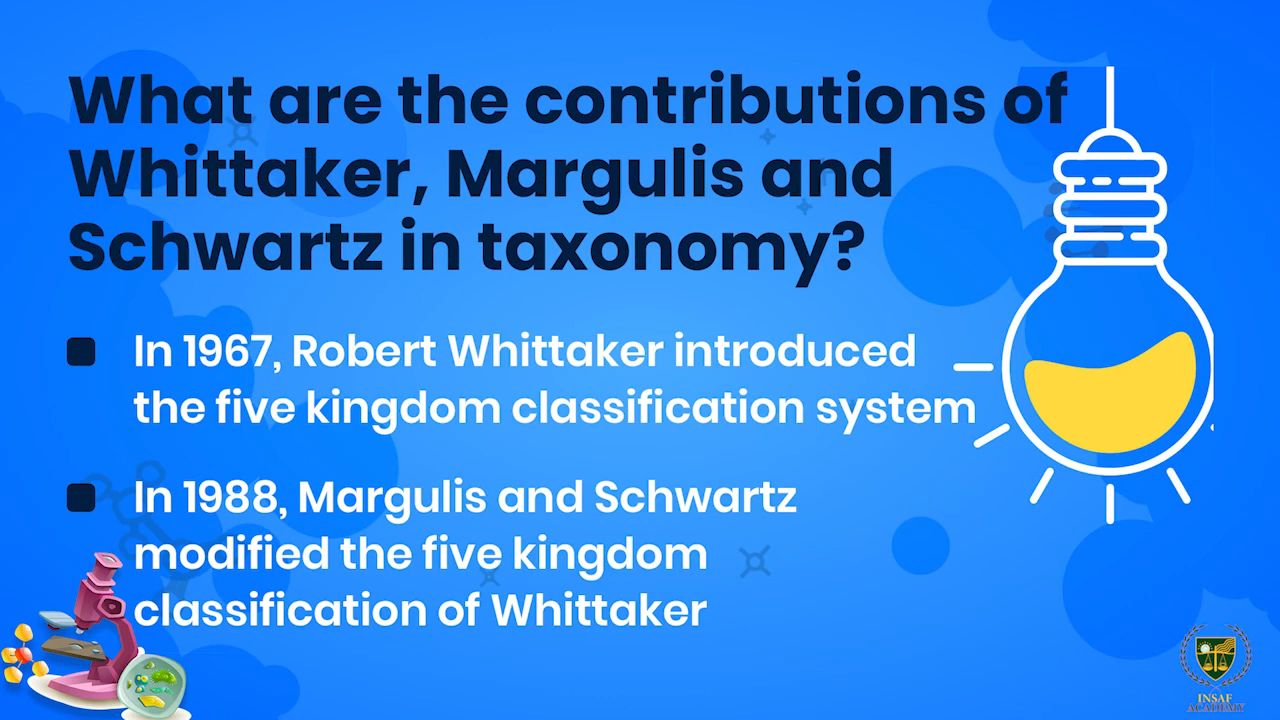 What are the contributions of
Whittaker, Margulis and
Schwartz in taxonomy?
In 1967, Robert Whittaker introduced
the five kingdom classification system
In 1988, Margulis and Schwartz
modified the five kingdom
classification of Whittaker
INSAF
ACADEMY